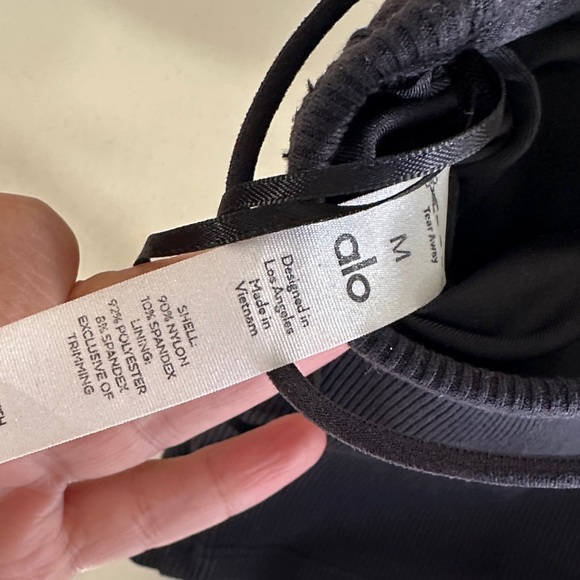 Tear Away
M
alo
Designed in
Los Angeles
Made in
Vietnam
SHELL:
90% NYLON
10% SPANDEX
LINING:
92% POLYESTER
8% SPANDEX
EXCLUSIVE OF
TRIMMING